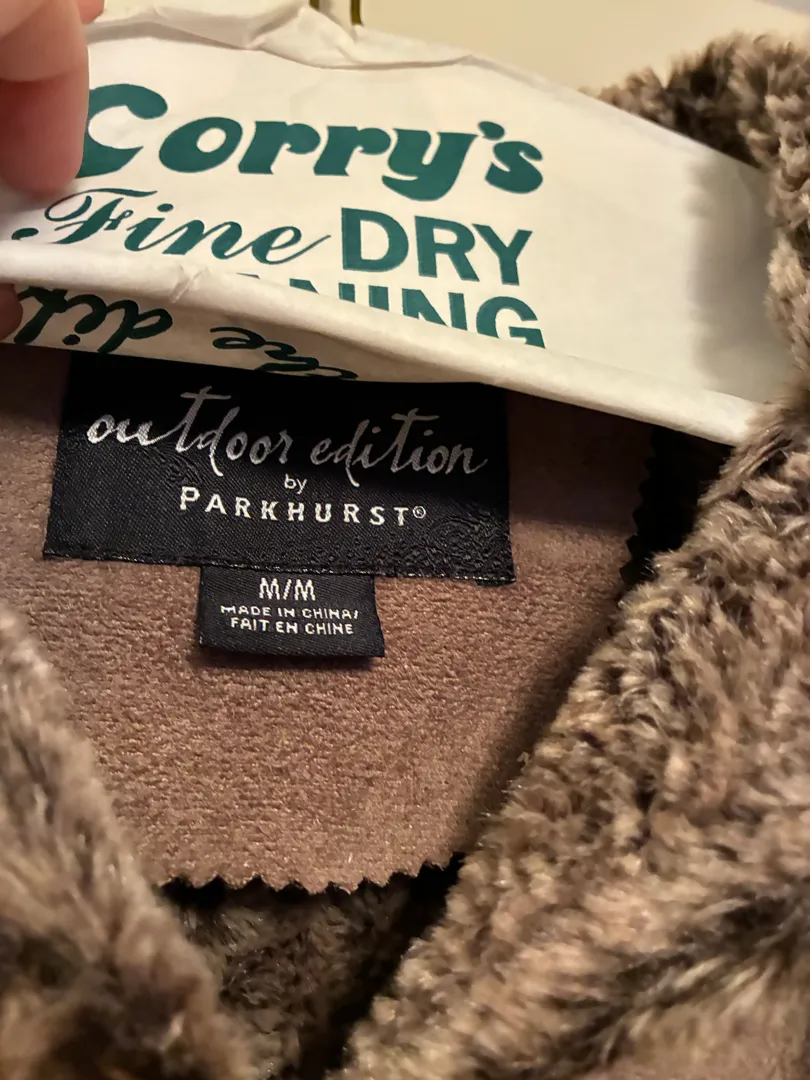 Corry's
Fine DRY
outdoor edition
by
PARKHURST©
M/M
MADE IN CHINA/
FAIT EN CHINE